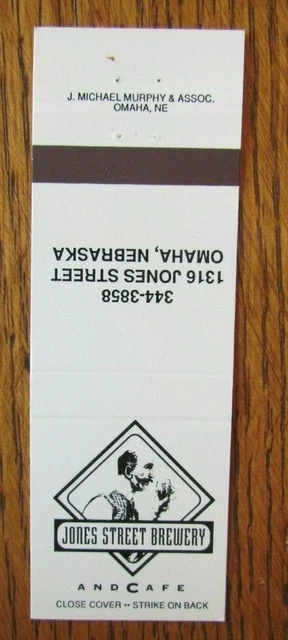 J. MICHAEL MURPHY & ASSOC.
OMAHA, NE
344-3858
1316 JONES STREET
OMAHA, NEBRASKA
JONES STREET BREWERY
AND CAFE
CLOSE COVER -- STRIKE ON BACK